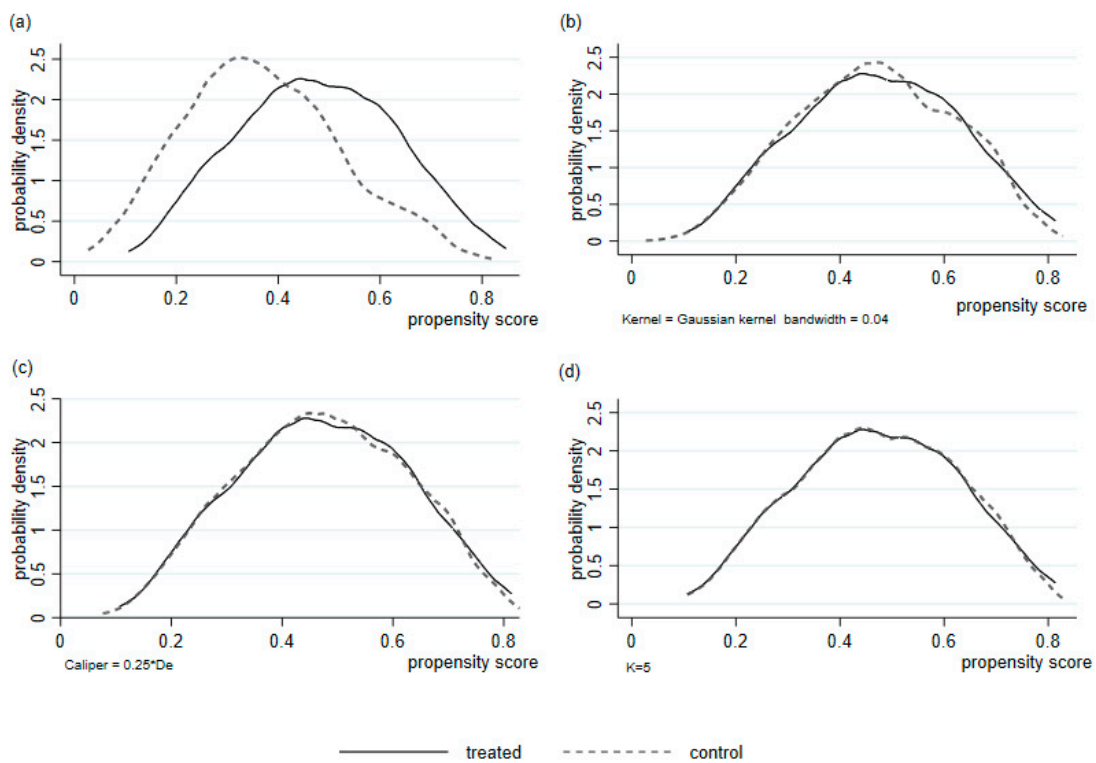 (a)
probability density
0 0.5 1 1.5 2 2.5
0 0.2 0.4 0.6 0.8
propensity score
(b)
probability density
0 0.5 1 1.5 2 2.5
0 0.2 0.4 0.6 0.8
propensity score
Kernel = Gaussian kernel bandwidth = 0.04
(c)
probability density
0 0.5 1 1.5 2 2.5
0 0.2 0.4 0.6 0.8
propensity score
Caliper = 0.25*De
(d)
probability density
0 0.5 1 1.5 2 2.5
0 0.2 0.4 0.6 0.8
propensity score
K=5
treated control